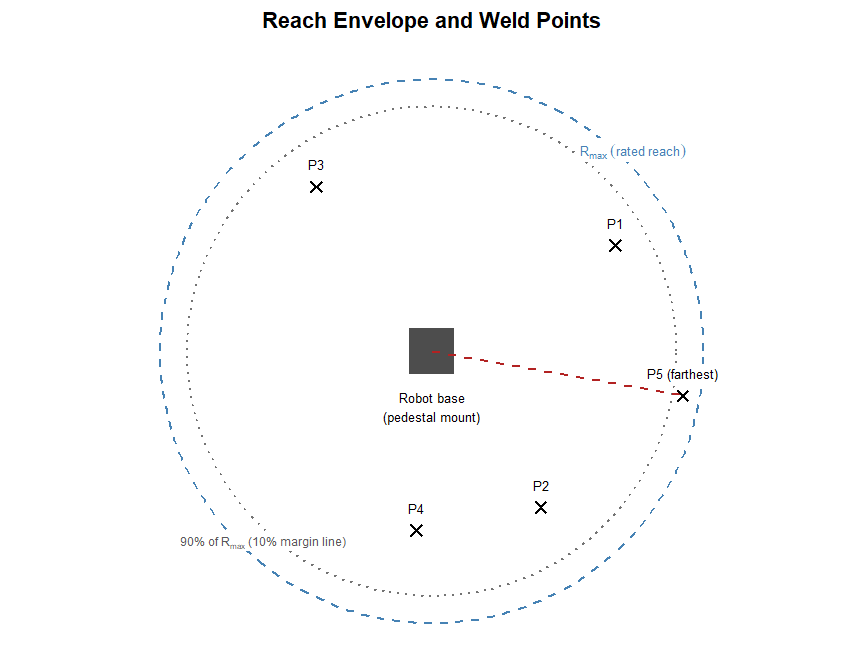 Reach Envelope and Weld Points
Rmax (rated reach)
P3
P1
P5 (farthest)
Robot base
(pedestal mount)
P2
P4
90% of Rmax (10% margin line)